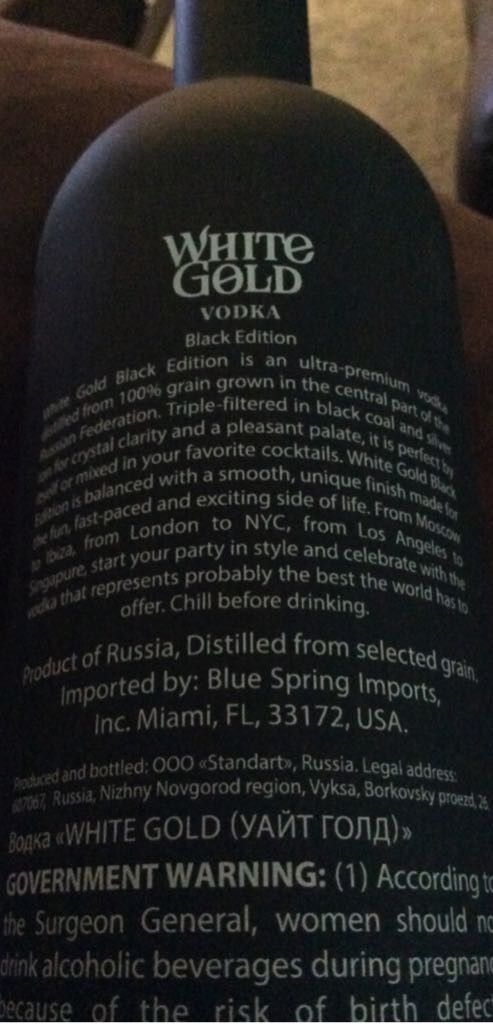 WHITE
GOLD
VODKA
Black Edition
White Gold Black Edition is an ultra-premium vodka
distilled from 100% grain grown in the central part of the
Russian Federation. Triple-filtered in black coal and silver
for crystal clarity and a pleasant palate, it is perfect by
itself or mixed in your favorite cocktails. White Gold Black
Edition is balanced with a smooth, unique finish made for
the fun, fast-paced and exciting side of life. From Moscow
to Ibiza, from London to NYC, from Los Angeles to
Singapore, start your party in style and celebrate with the
vodka that represents probably the best the world has to
offer. Chill before drinking.
Product of Russia, Distilled from selected grain.
Imported by: Blue Spring Imports,
Inc. Miami, FL, 33172, USA.
Produced and bottled: OOO «Standart», Russia. Legal address:
607067, Russia, Nizhny Novgorod region, Vyksa, Borkovsky proezd, 26
Водка «WHITE GOLD (УАЙТ ГОЛД)»
GOVERNMENT WARNING: (1) According to
the Surgeon General, women should no
drink alcoholic beverages during pregnanc
because of the risk of birth defec